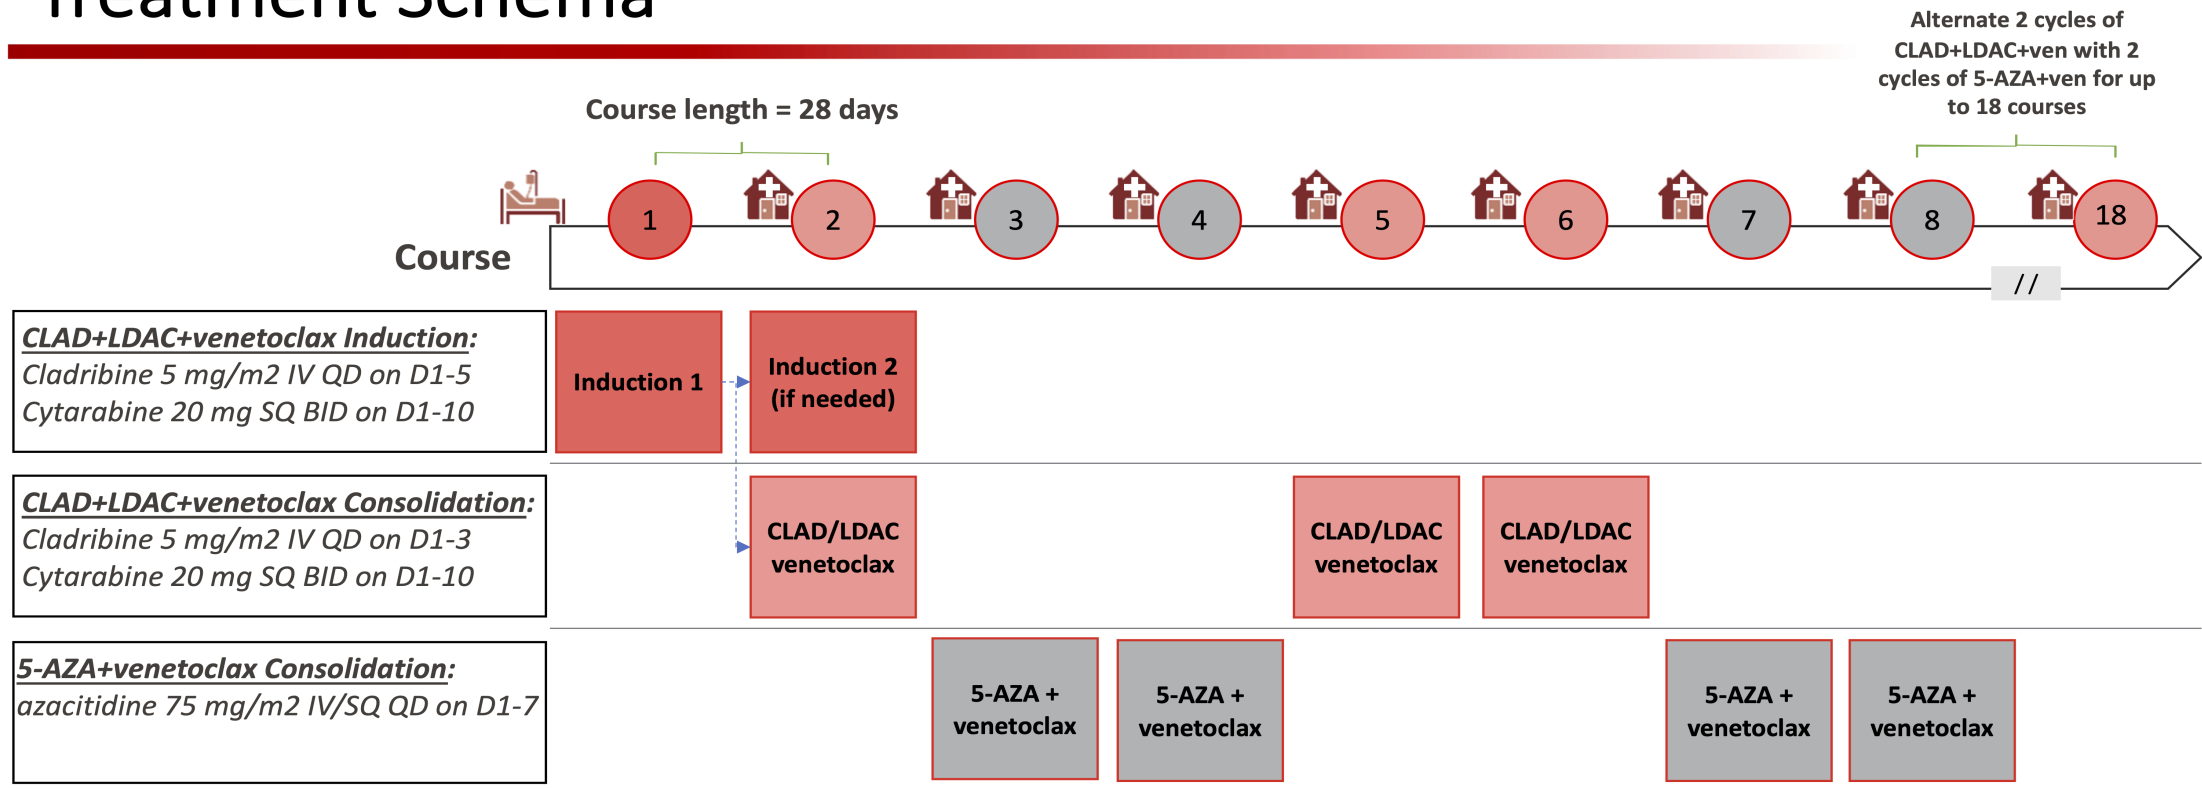 Treatment Schema
Alternate 2 cycles of
CLAD+LDAC+ven with 2
cycles of 5-AZA+ven for up
to 18 courses
Course length = 28 days
1
2
3
4
5
6
7
8
18
Course
//
CLAD+LDAC+venetoclax Induction:
Cladribine 5 mg/m2 IV QD on D1-5
Cytarabine 20 mg SQ BID on D1-10
Induction 1
Induction 2
(if needed)
CLAD+LDAC+venetoclax Consolidation:
Cladribine 5 mg/m2 IV QD on D1-3
Cytarabine 20 mg SQ BID on D1-10
CLAD/LDAC
venetoclax
CLAD/LDAC
venetoclax
CLAD/LDAC
venetoclax
5-AZA+venetoclax Consolidation:
azacitidine 75 mg/m2 IV/SQ QD on D1-7
5-AZA +
venetoclax
5-AZA +
venetoclax
5-AZA +
venetoclax
5-AZA +
venetoclax